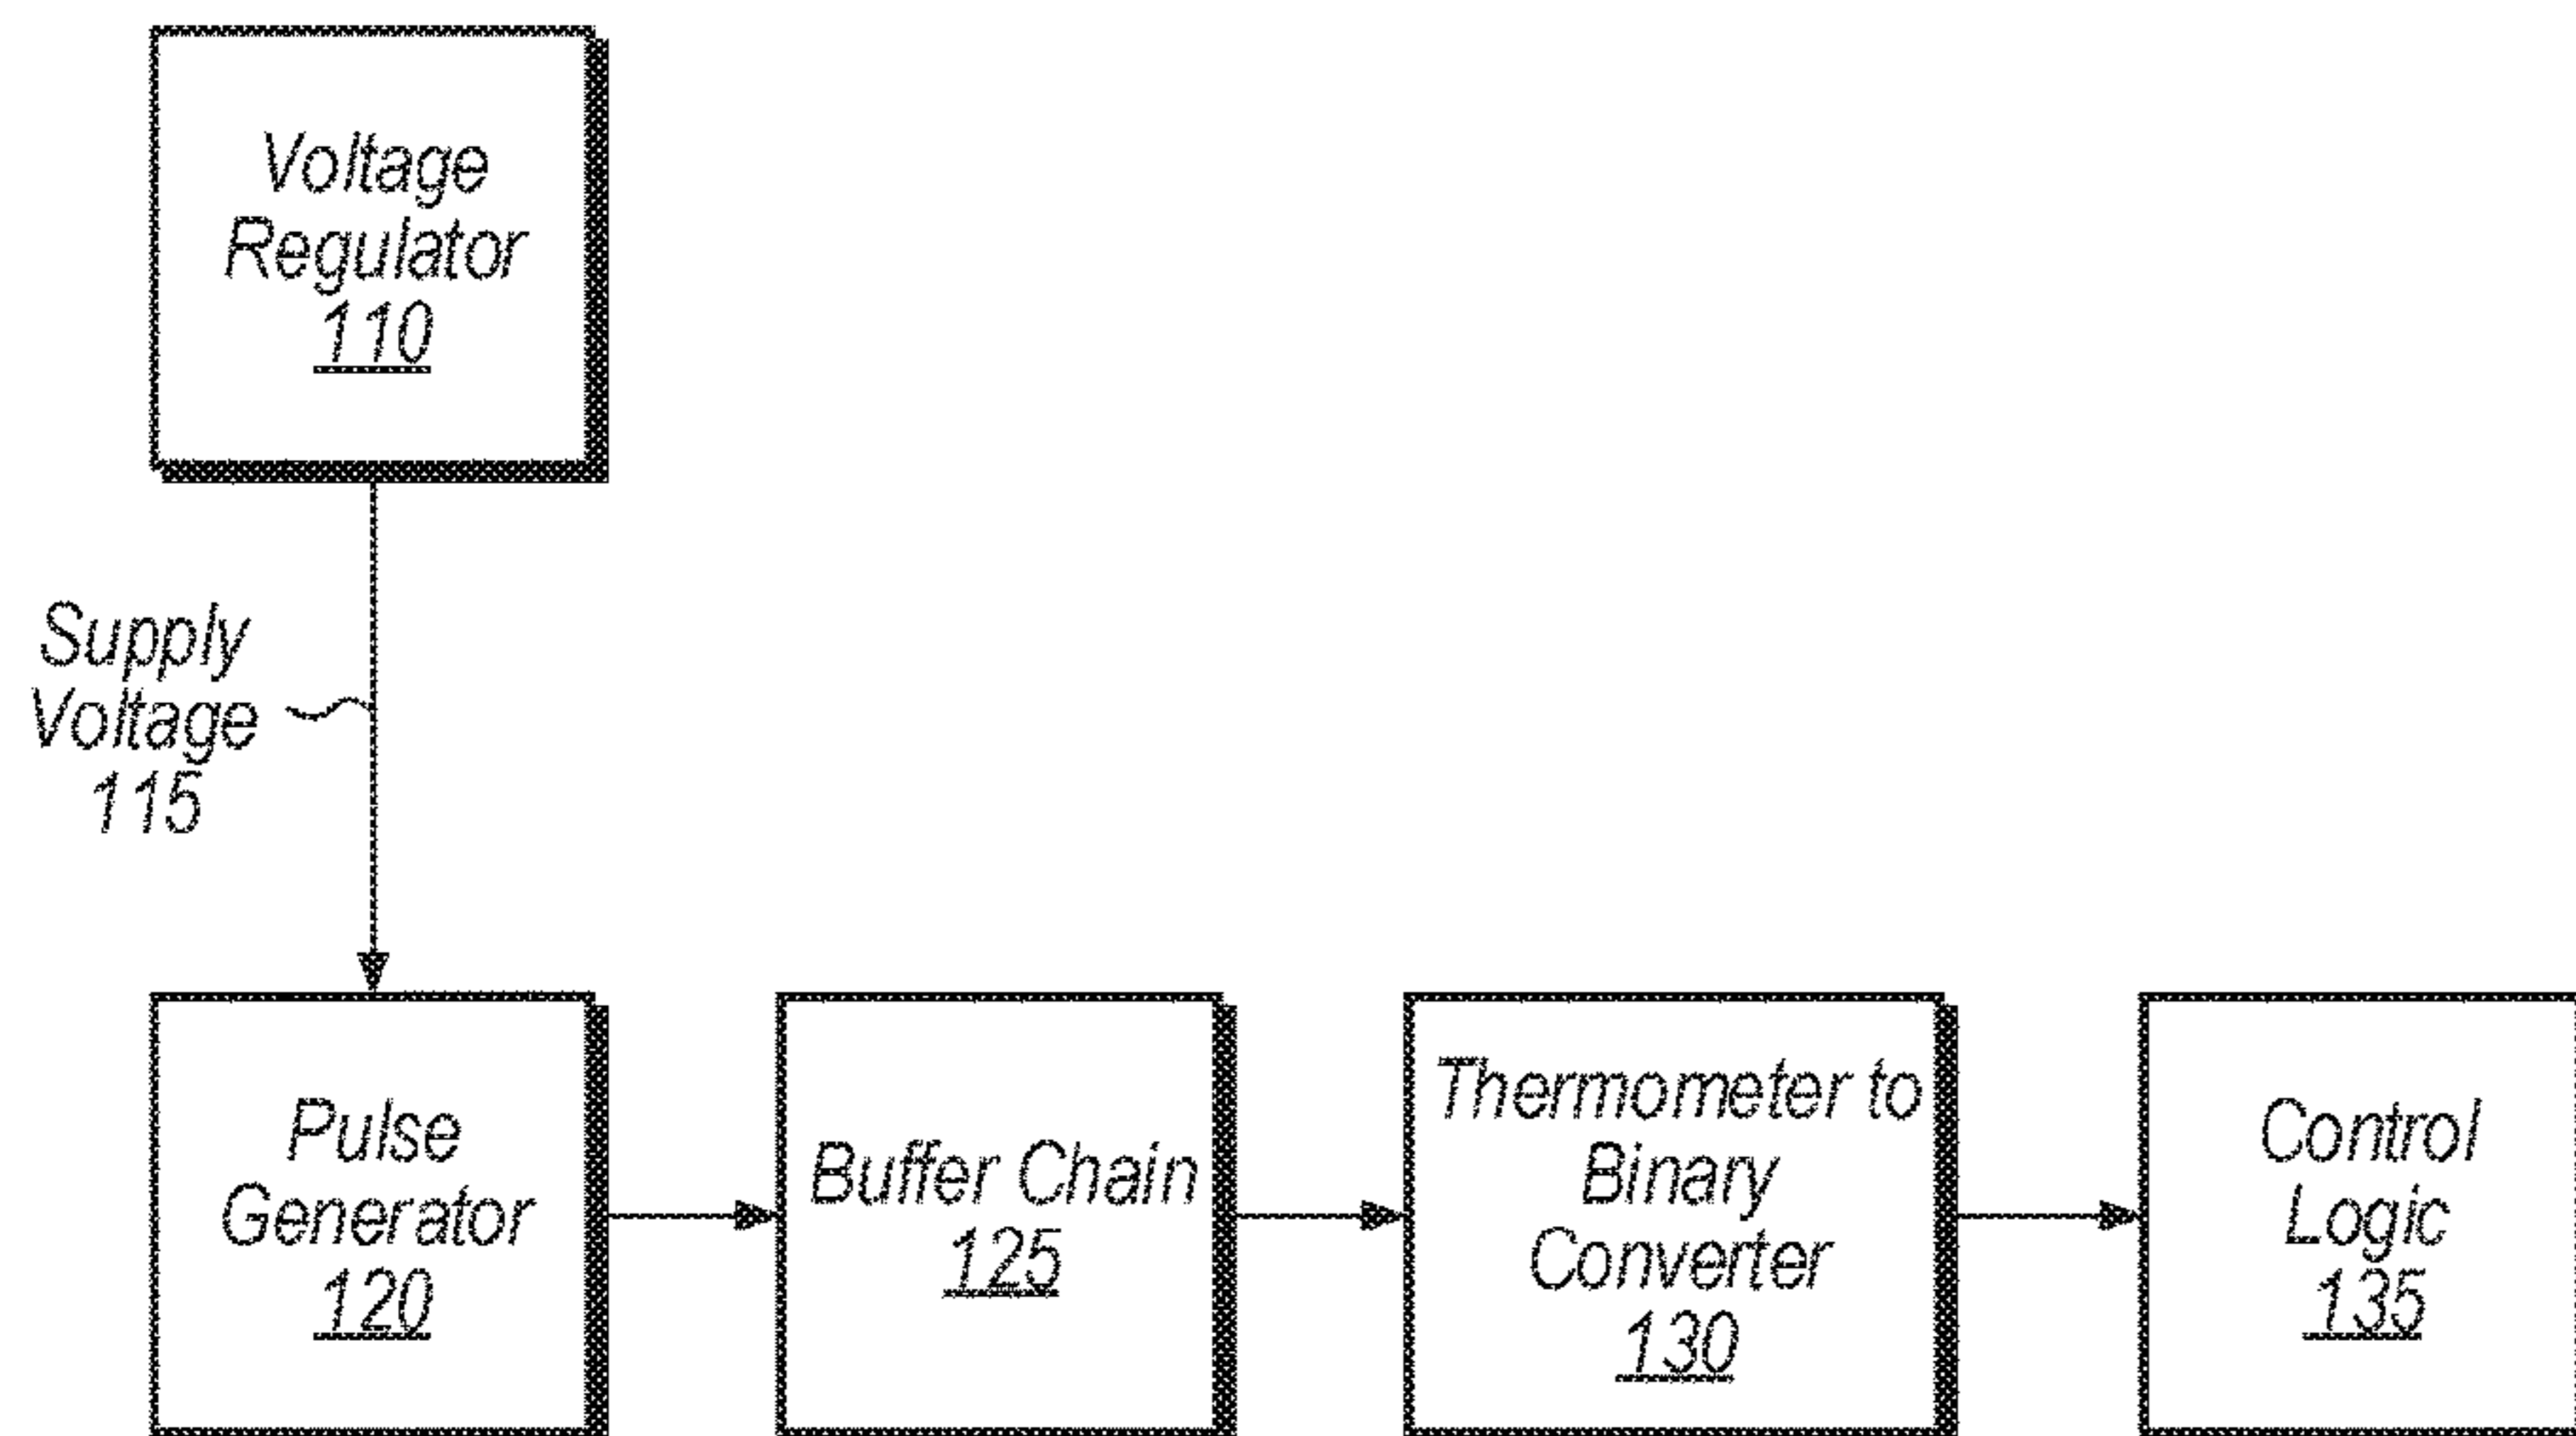 Voltage
Regulator
110
Supply
Voltage
115
Pulse
Generator
120
Buffer Chain
125
Thermometer to
Binary
Converter
130
Control
Logic
135